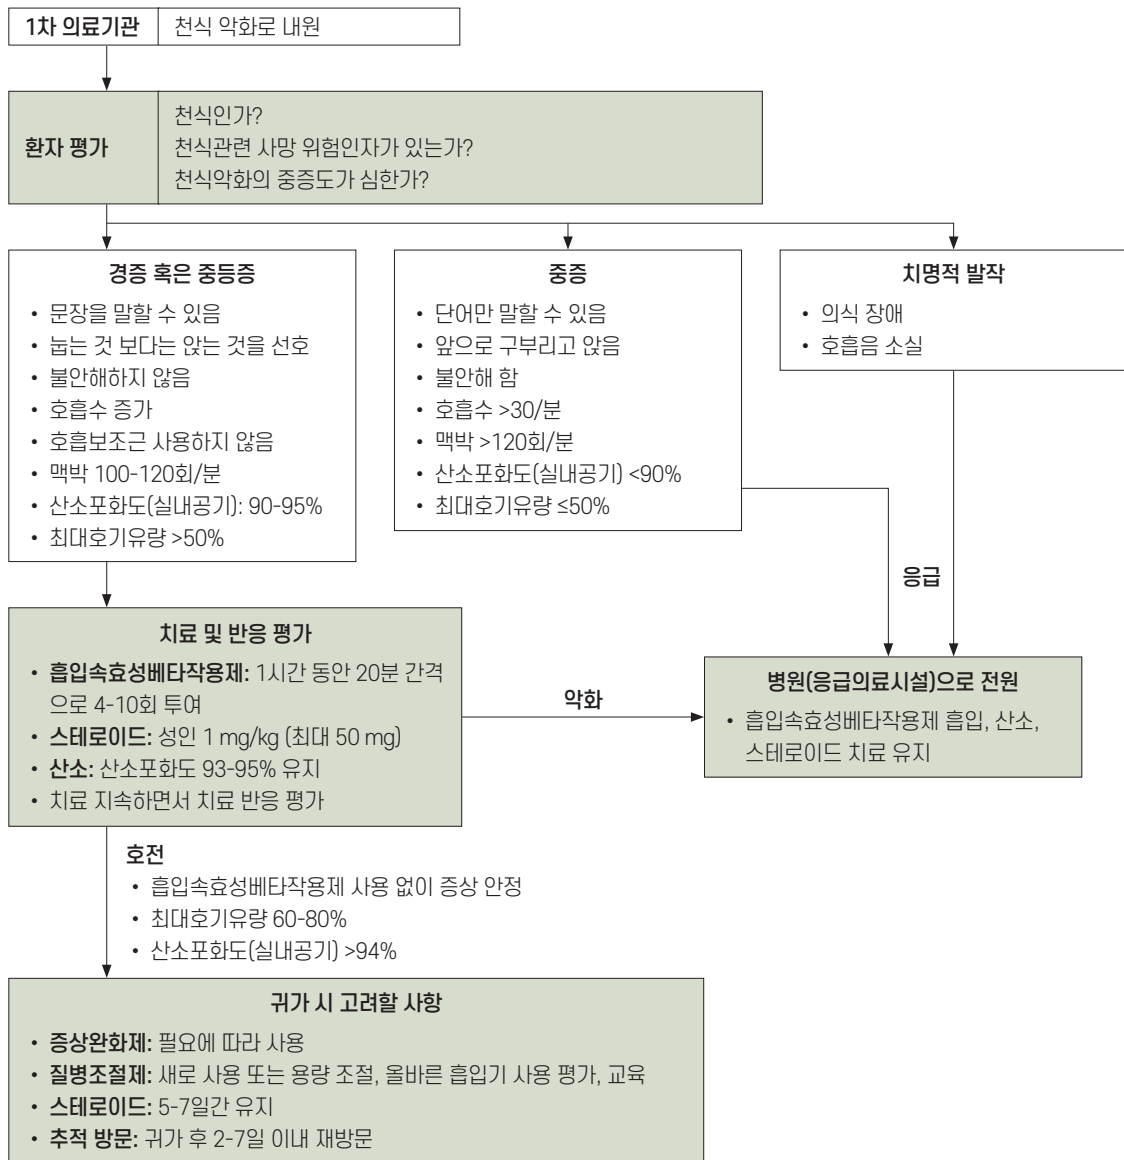 1차 의료기관 천식 악화로 내원
천식인가?
환자 평가 천식관련 사망 위험인자가 있는가?
천식악화의 중증도가 심한가?
경증 혹은 중등증
• 문장을 말할 수 있음
• 눕는 것 보다는 앉는 것을 선호
• 불안해하지 않음
• 호흡수 증가
• 호흡보조근 사용하지 않음
• 맥박 100-120회/분
• 산소포화도(실내공기): 90-95%
• 최대호기유량 >50%
중증
• 단어만 말할 수 있음
• 앞으로 구부리고 앉음
• 불안해 함
• 호흡수 >30/분
• 맥박 >120회/분
• 산소포화도(실내공기) <90%
• 최대호기유량 ≤50%
치명적 발작
• 의식 장애
• 호흡음 소실
응급
치료 및 반응 평가
• 흡입속효성베타작용제: 1시간 동안 20분 간격
으로 4-10회 투여
• 스테로이드: 성인 1 mg/kg (최대 50 mg)
• 산소: 산소포화도 93-95% 유지
• 치료 지속하면서 치료 반응 평가
악화
병원(응급의료시설)으로 전원
• 흡입속효성베타작용제 흡입, 산소,
스테로이드 치료 유지
호전
• 흡입속효성베타작용제 사용 없이 증상 안정
• 최대호기유량 60-80%
• 산소포화도(실내공기) >94%
귀가 시 고려할 사항
• 증상완화제: 필요에 따라 사용
• 질병조절제: 새로 사용 또는 용량 조절, 올바른 흡입기 사용 평가, 교육
• 스테로이드: 5-7일간 유지
• 추적 방문: 귀가 후 2-7일 이내 재방문